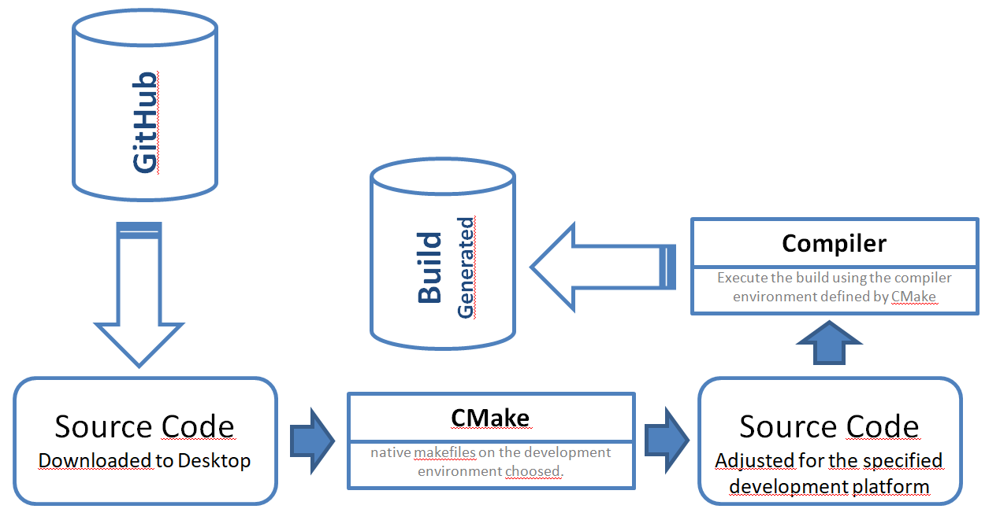 GitHub
Source Code
Downloaded to Desktop
CMake
native makefiles on the development
environment choosed.
Source Code
Adjusted for the specified
development platform
Compiler
Execute the build using the compiler
environment defined by CMake
Build
Generated